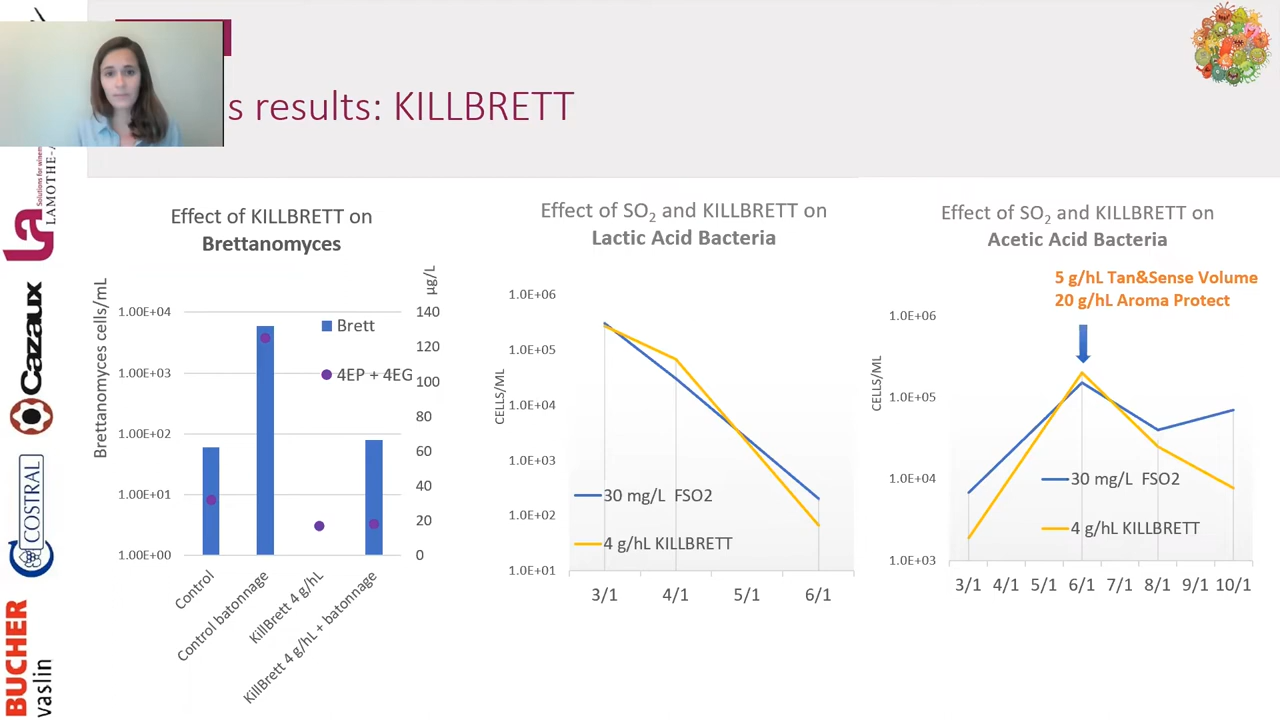 s results: KILLBRETT
La
Solutions for winem
LAMOTHE-A
Cazaux
COSTRAL
BUCHER
vaslin
Effect of KILLBRETT on
Brettanomyces
Brettanomyces cells/mL
µg/L
1.00E+04
1.00E+03
1.00E+02
1.00E+01
1.00E+00
140
120
100
80
60
40
20
0
Brett
4EP + 4EG
Control
Control batonnage
KillBrett 4 g/hL
KillBrett 4 g/hL + batonnage
Effect of SO2 and KILLBRETT on
Lactic Acid Bacteria
CELLS/ML
1.0E+06
1.0E+05
1.0E+04
1.0E+03
1.0E+02
1.0E+01
30 mg/L FSO2
4 g/hL KILLBRETT
3/1 4/1 5/1 6/1
Effect of SO2 and KILLBRETT on
Acetic Acid Bacteria
5 g/hL Tan&Sense Volume
20 g/hL Aroma Protect
CELLS/ML
1.0E+06
1.0E+05
1.0E+04
1.0E+03
30 mg/L FSO2
4 g/hL KILLBRETT
3/1 4/1 5/1 6/1 7/1 8/1 9/1 10/1